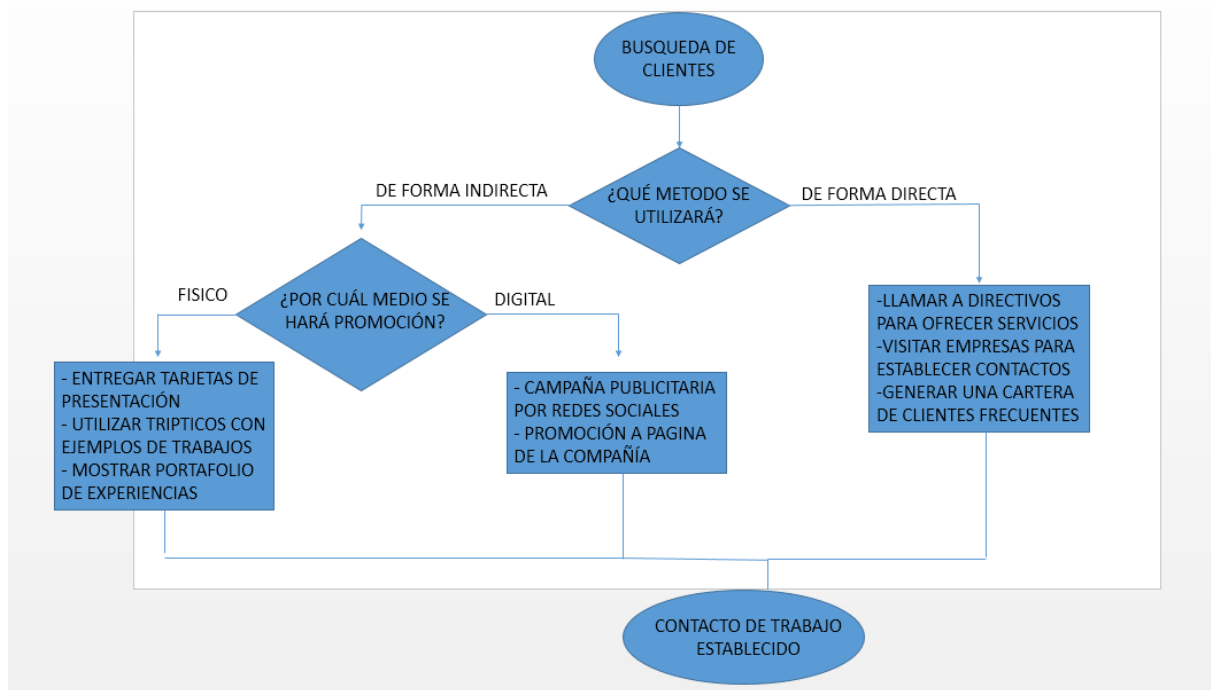 BUSQUEDA DE
CLIENTES
DE FORMA INDIRECTA
¿QUÉ METODO SE
UTILIZARÁ?
DE FORMA DIRECTA
FISICO
¿POR CUÁL MEDIO SE
HARÁ PROMOCIÓN?
DIGITAL
-LLAMAR A DIRECTIVOS
PARA OFRECER SERVICIOS
-VISITAR EMPRESAS PARA
ESTABLECER CONTACTOS
-GENERAR UNA CARTERA
DE CLIENTES FRECUENTES
- ENTREGAR TARJETAS DE
PRESENTACIÓN
- UTILIZAR TRIPTICOS CON
EJEMPLOS DE TRABAJOS
- MOSTRAR PORTAFOLIO
DE EXPERIENCIAS
- CAMPAÑA PUBLICITARIA
POR REDES SOCIALES
- PROMOCIÓN A PAGINA
DE LA COMPAÑÍA
CONTACTO DE TRABAJO
ESTABLECIDO